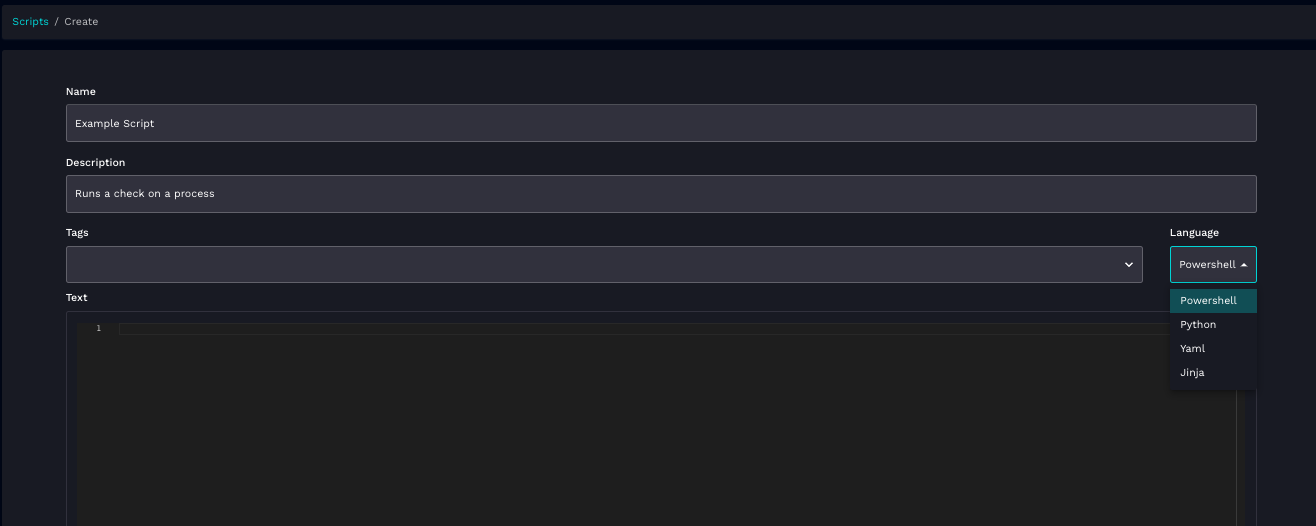 Scripts / Create
Name
Example Script
Description
Runs a check on a process
Tags
Language
Powershell
Text
1
Powershell
Python
Yaml
Jinja